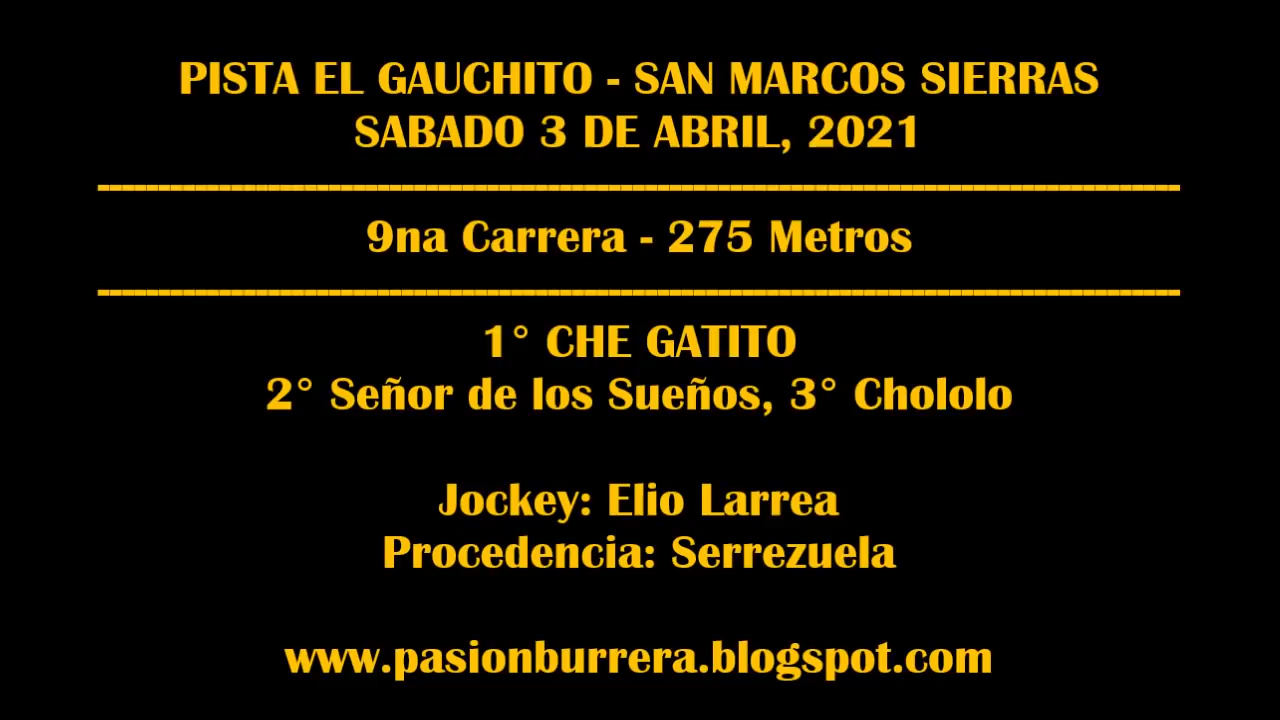 PISTA EL GAUCHITO - SAN MARCOS SIERRAS
SABADO 3 DE ABRIL, 2021
9na Carrera - 275 Metros
1° CHE GATITO
2° Señor de los Sueños, 3° Chololo
Jockey: Elio Larrea
Procedencia: Serrezuela
www.pasionburrera.blogspot.com